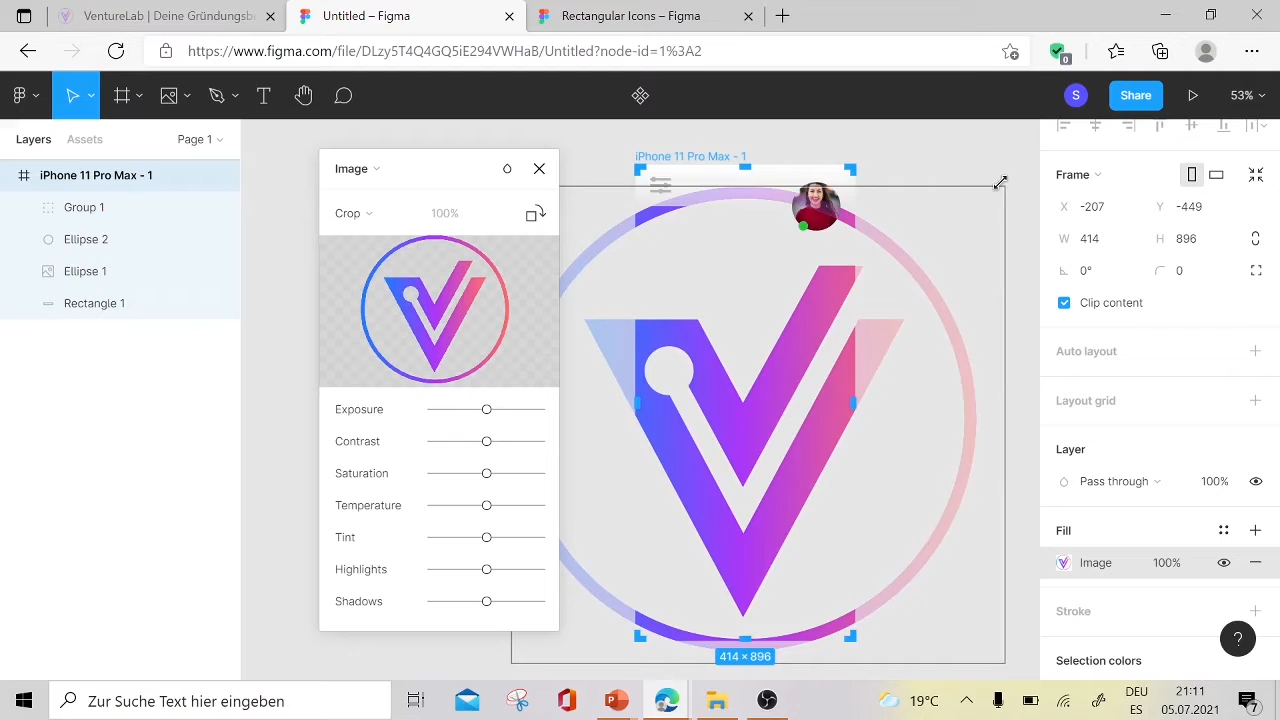 VentureLab | Deine Gründungsb
Untitled – Figma
Rectangular Icons – Figma
https://www.figma.com/file/DLzy5T4Q4GQ5iE294VWHaB/Untitled?node-id=1%3A2
0
S
Share
53%
Layers
Assets
Page 1
iPhone 11 Pro Max - 1
Group 1
Ellipse 2
Ellipse 1
Rectangle 1
Image
Crop
100%
Exposure
Contrast
Saturation
Temperature
Tint
Highlights
Shadows
iPhone 11 Pro Max - 1
414 × 896
Frame
X -207
Y -449
W 414
H 896
0°
0
Clip content
Auto layout
Layout grid
Layer
Pass through
100%
Fill
Image
100%
Stroke
Selection colors
?
Zur Suche Text hier eingeben
19°C
DEU
ES
21:11
05.07.2021
7